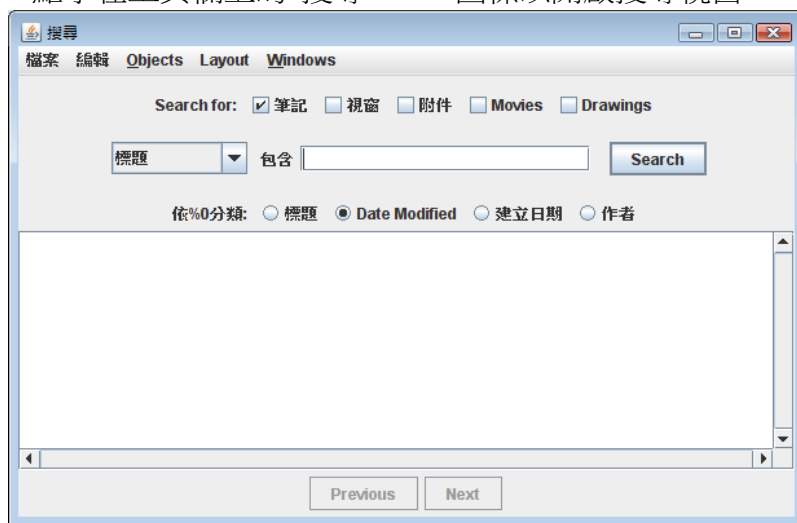 搜尋
檔案 編輯 Objects Layout Windows
Search for: 筆記 視窗 附件 Movies Drawings
標題 包含 Search
依%0分類: 標題 Date Modified 建立日期 作者
Previous Next